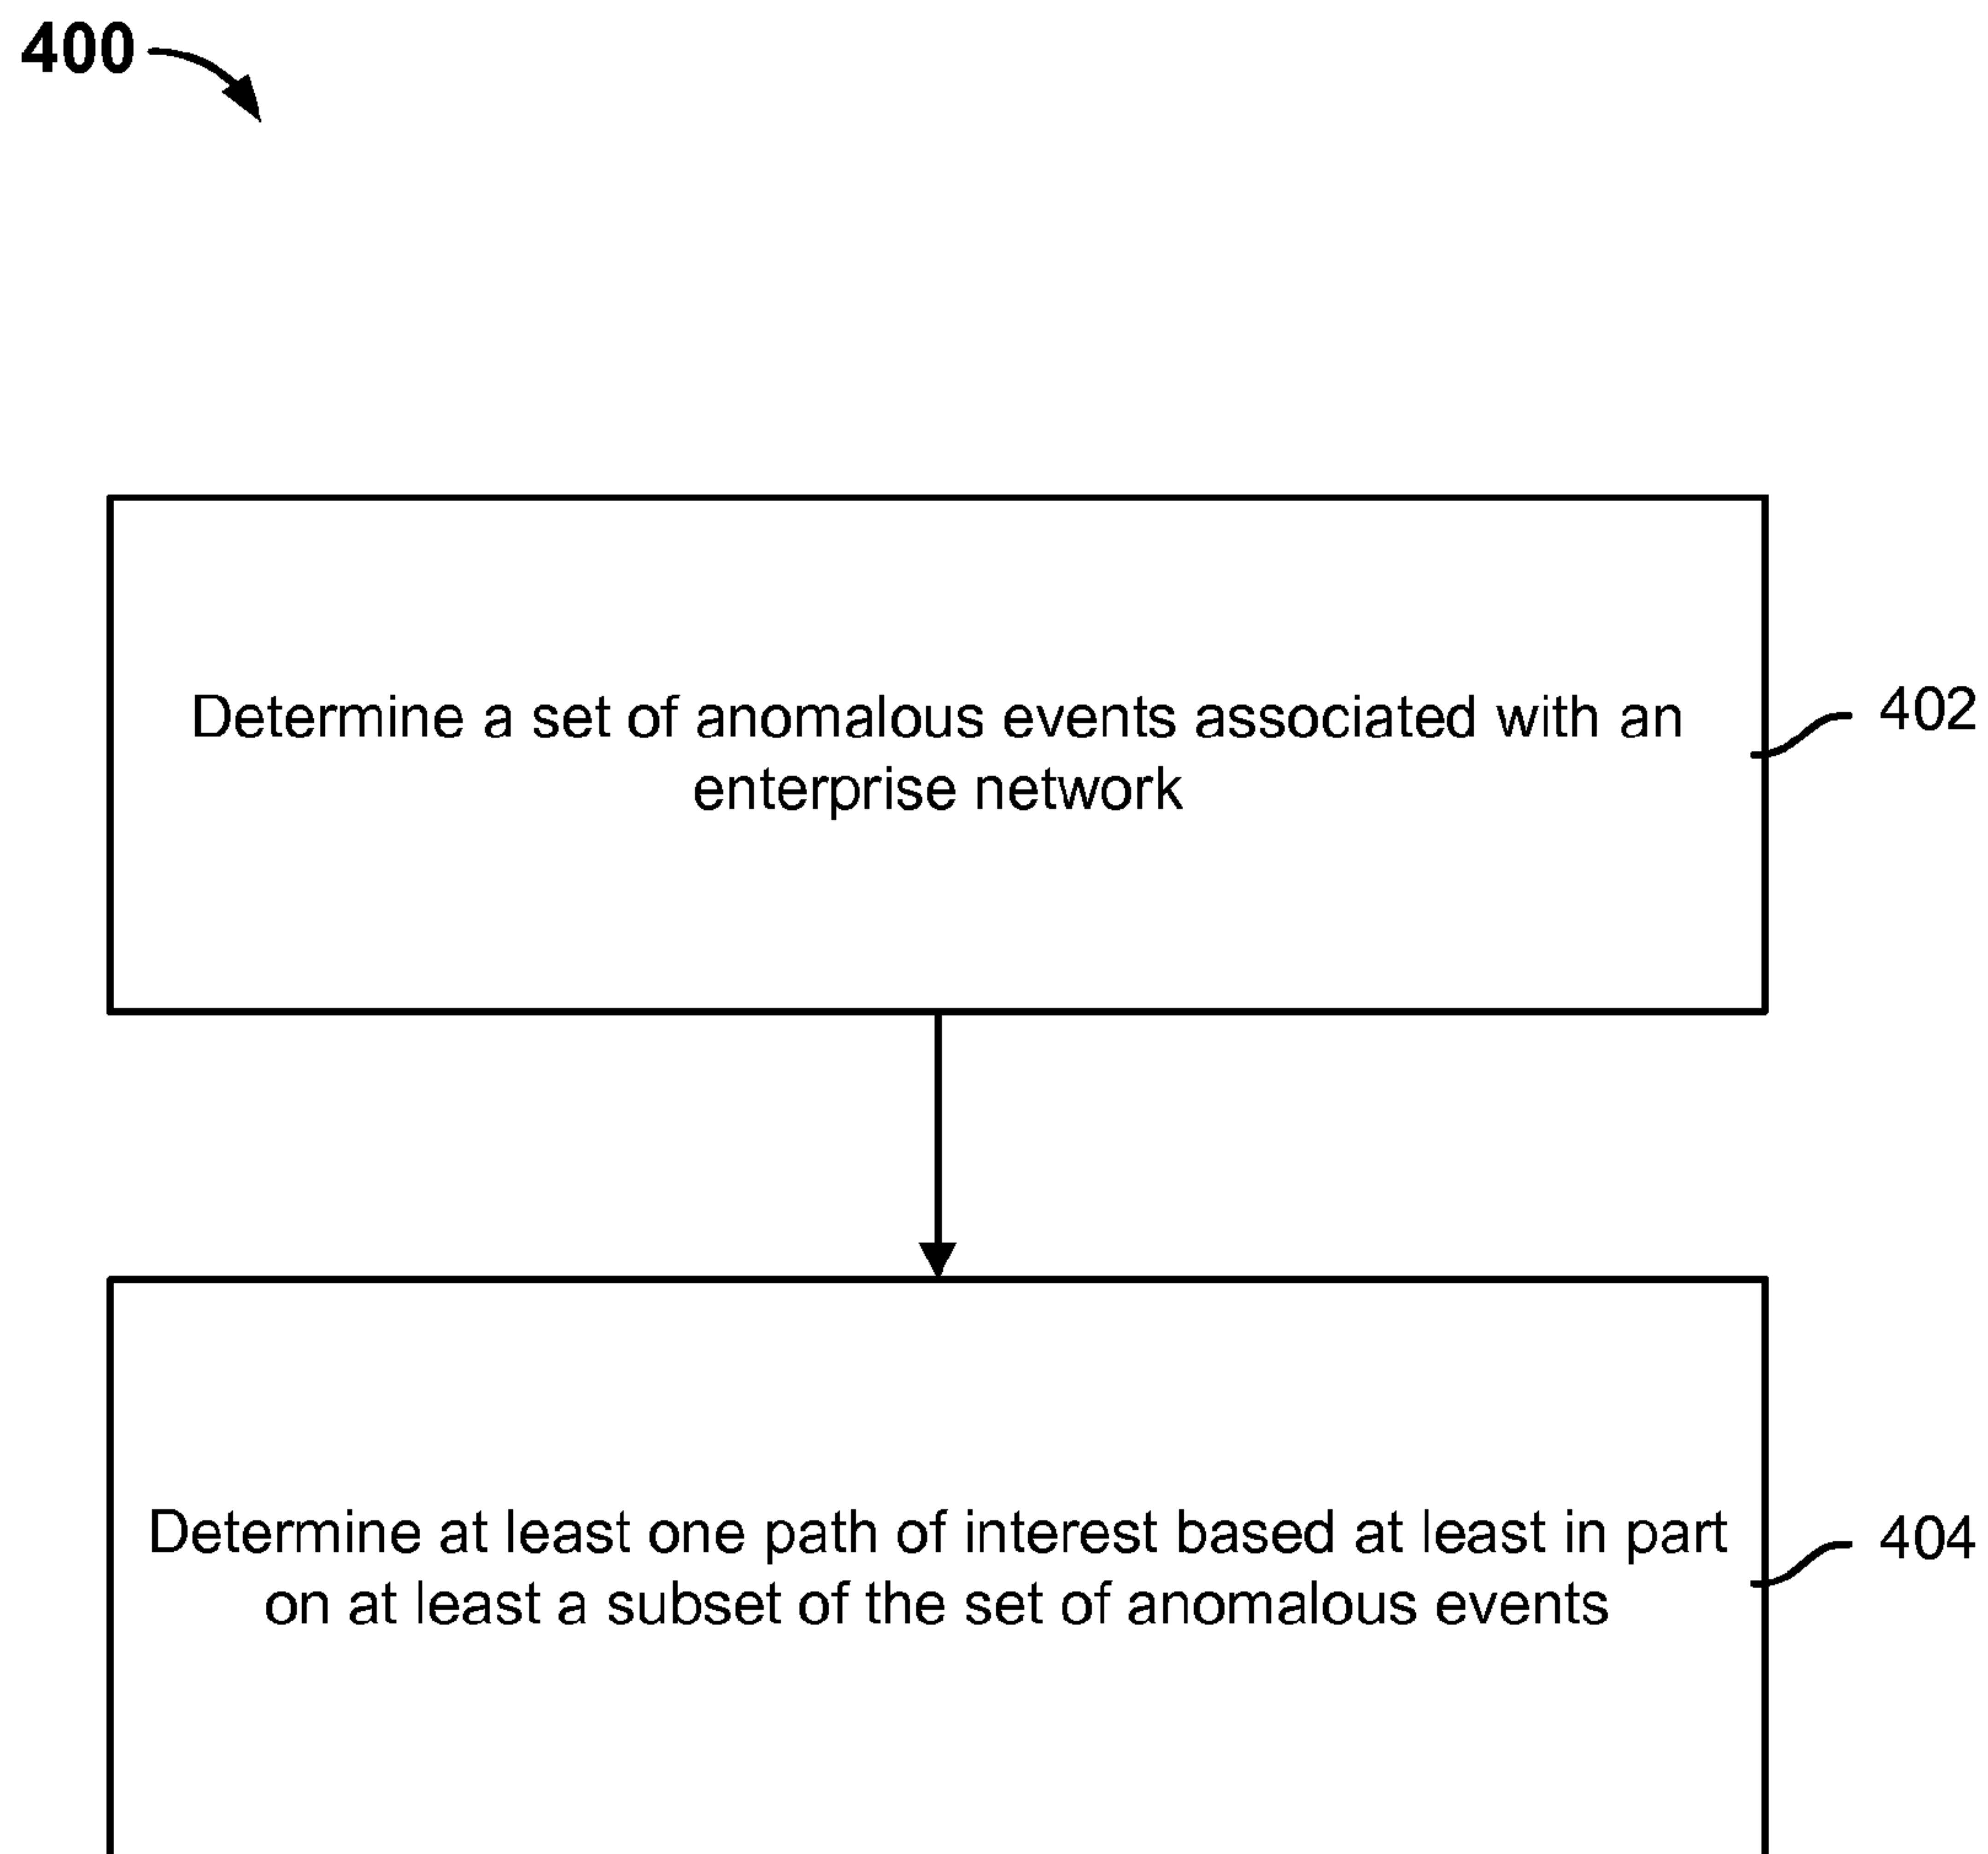 400
Determine a set of anomalous events associated with an
enterprise network
402
Determine at least one path of interest based at least in part
on at least a subset of the set of anomalous events
404